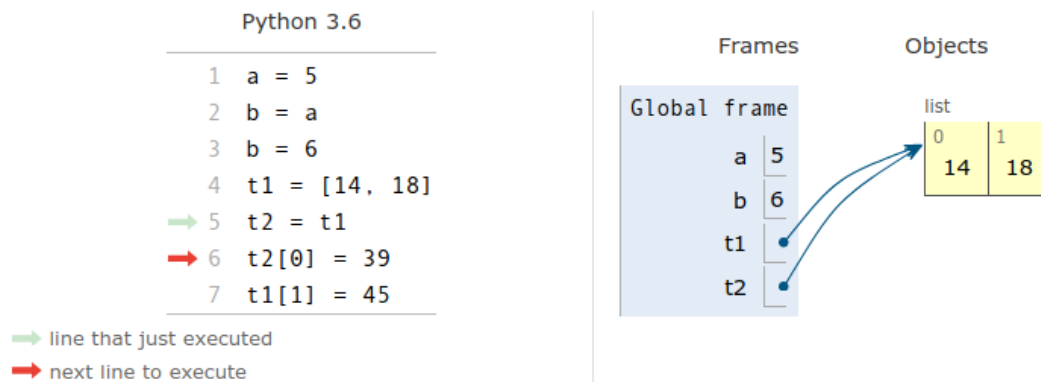 Python 3.6
1 a = 5
2 b = a
3 b = 6
4 t1 = [14, 18]
5 t2 = t1
6 t2[0] = 39
7 t1[1] = 45
line that just executed
next line to execute
Frames
Objects
Global frame
a 5
b 6
t1
t2
list
0 1
14 18